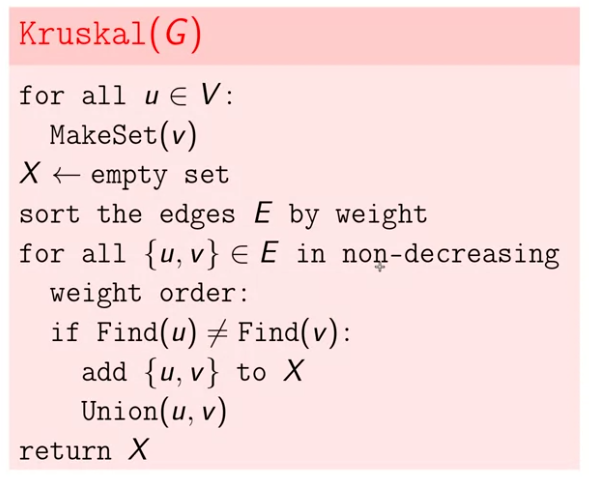 Kruskal(G)
for all u ∈ V:
MakeSet(v)
X ← empty set
sort the edges E by weight
for all {u, v} ∈ E in non-decreasing
weight order:
if Find(u) ≠ Find(v):
add {u, v} to X
Union(u, v)
return X